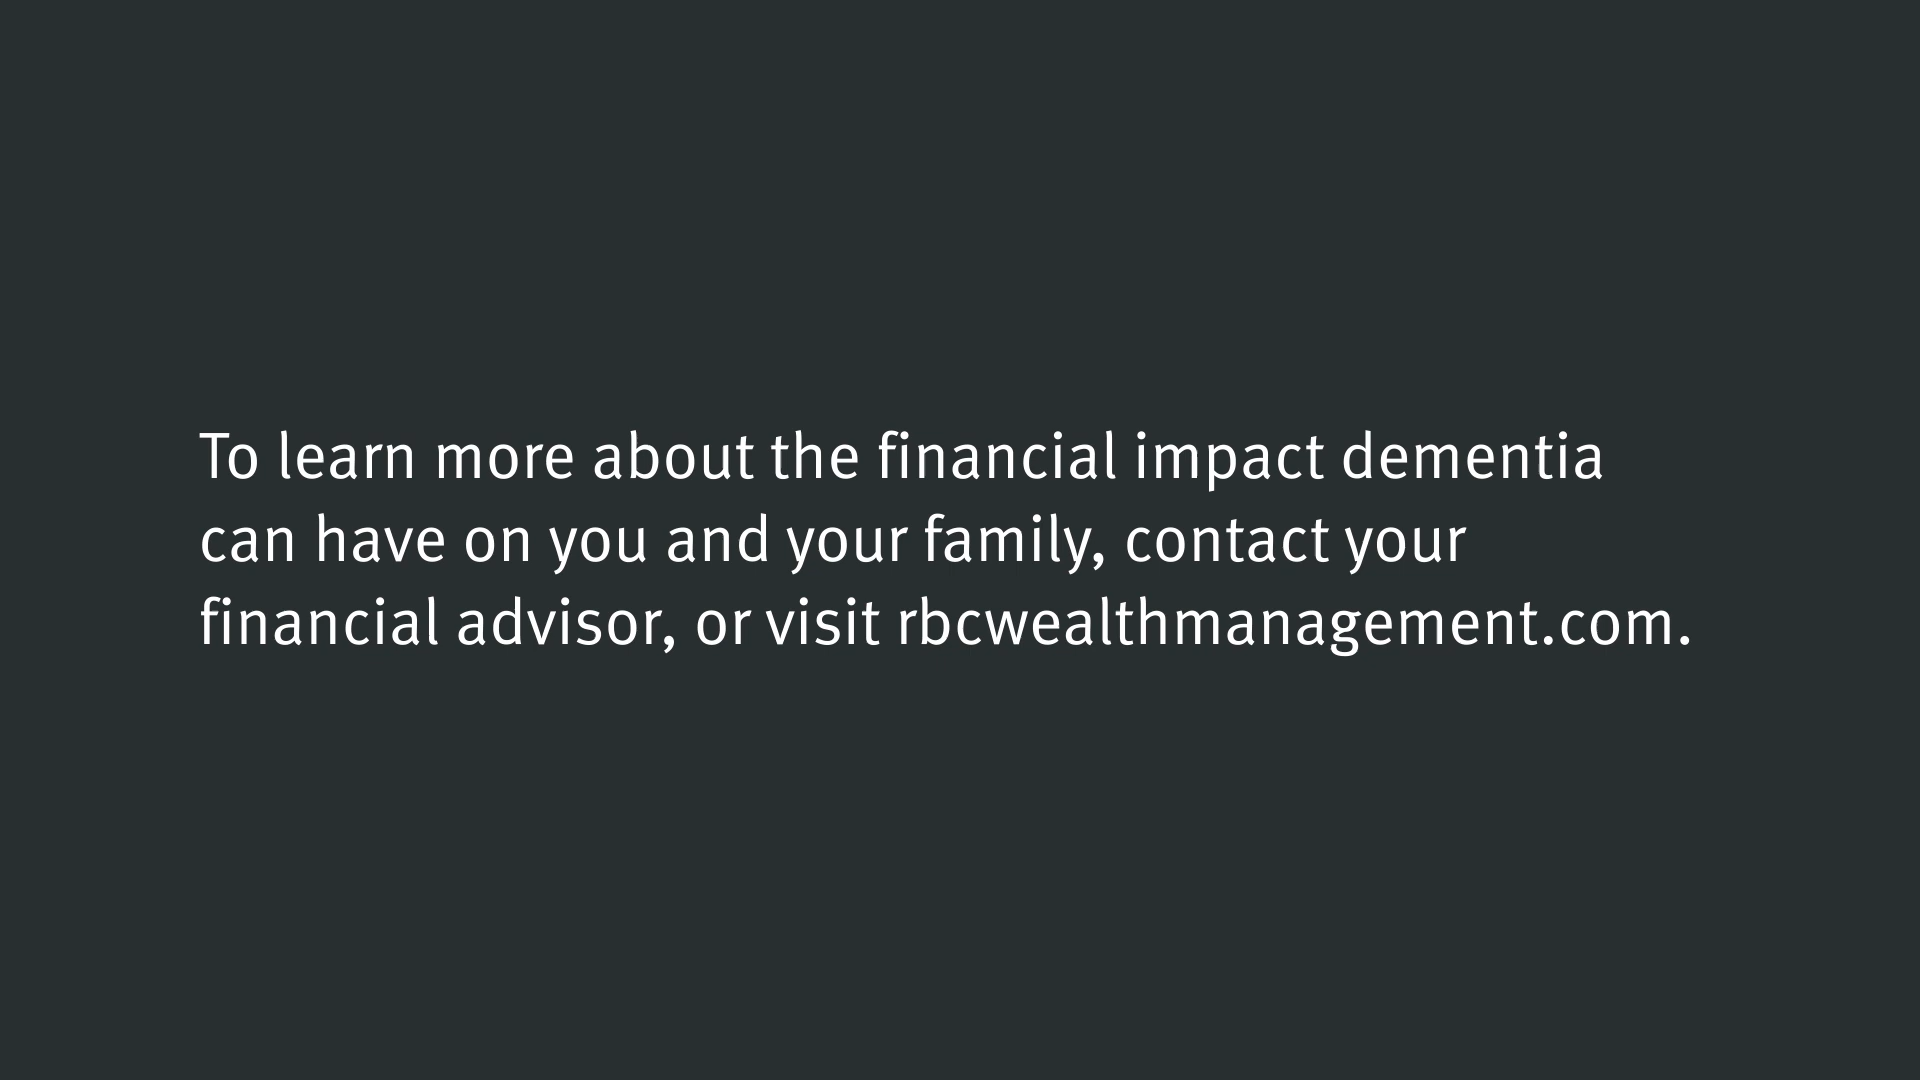 To learn more about the financial impact dementia
can have on you and your family, contact your
financial advisor, or visit rbcwealthmanagement.com.